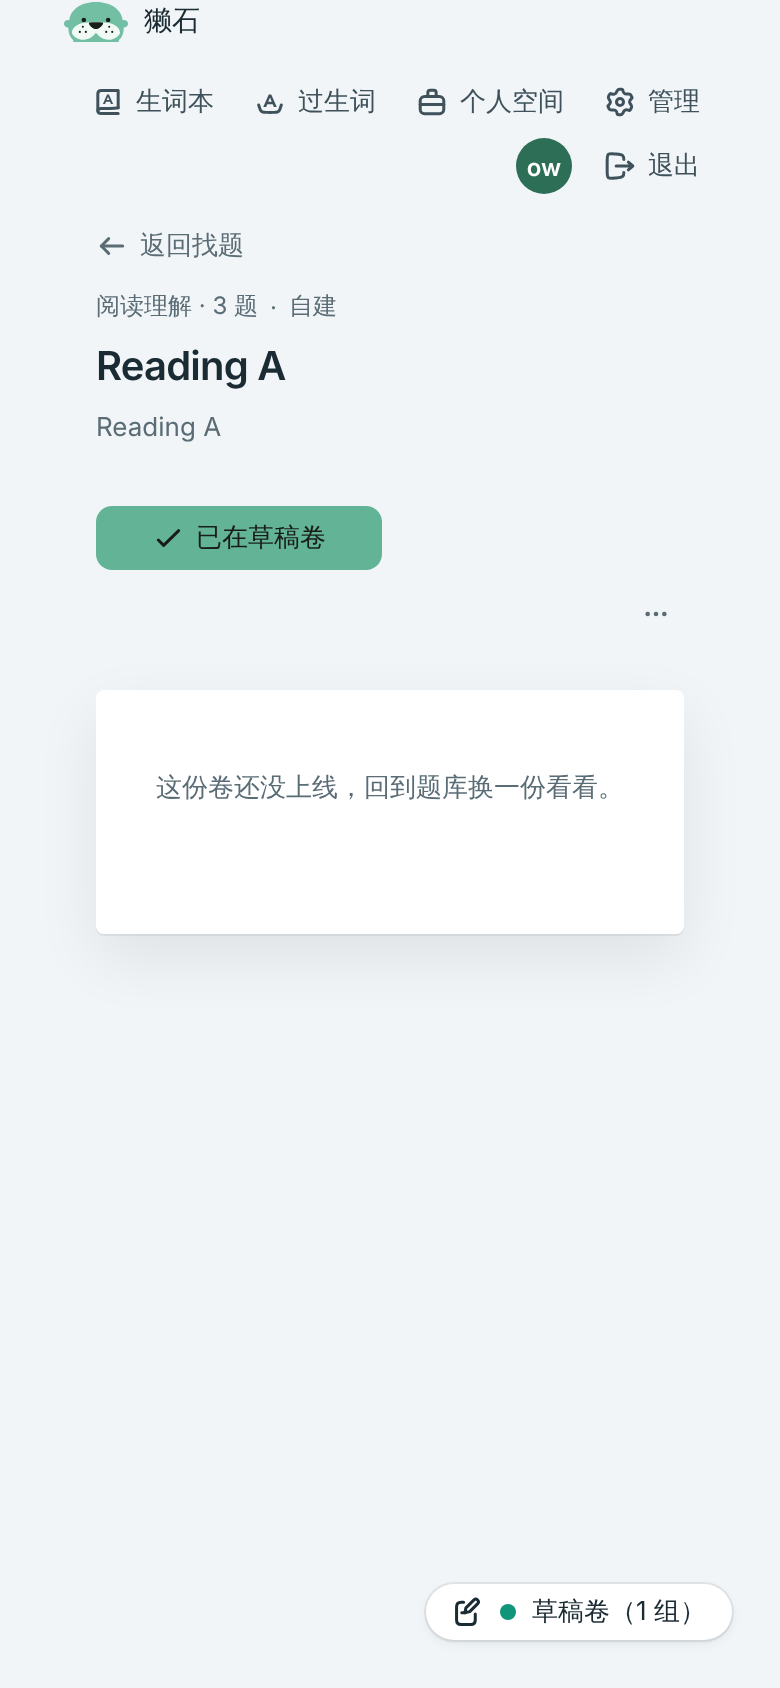 獭石
生词本 过生词 个人空间 管理
ow 退出
返回找题
阅读理解 · 3 题 · 自建
Reading A
Reading A
已在草稿卷
这份卷还没上线，回到题库换一份看看。
草稿卷（1 组）